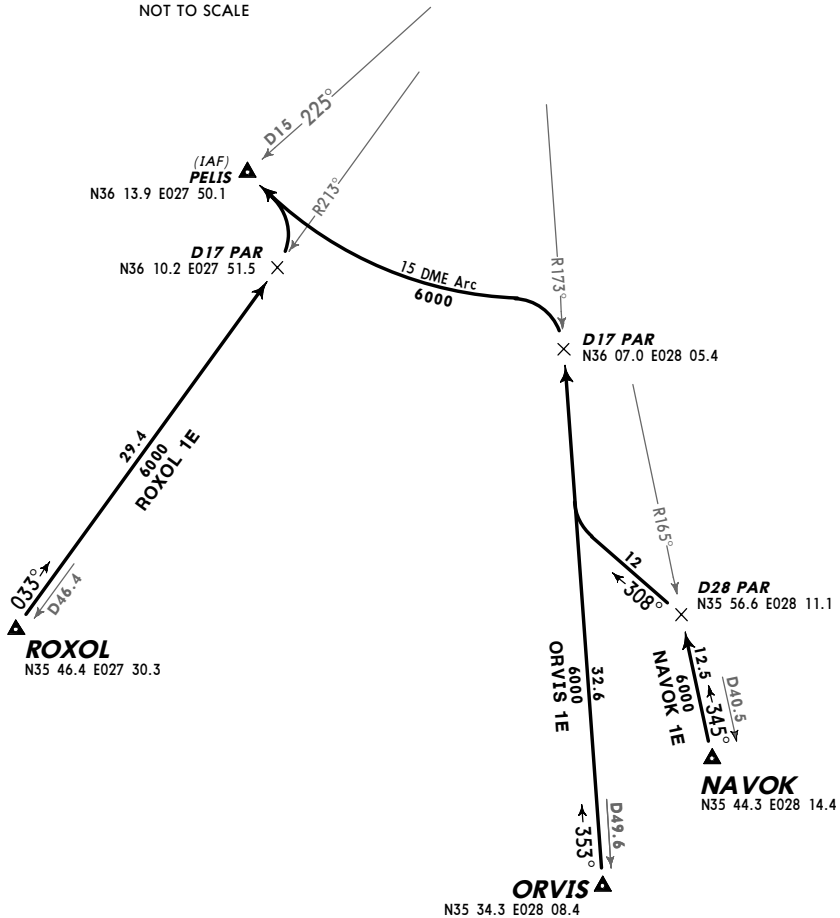 NOT TO SCALE
D15 225°
(IAF)
PELIS
N36 13.9 E027 50.1
R213°
D17 PAR
N36 10.2 E027 51.5
15 DME Arc
6000
R173°
D17 PAR
N36 07.0 E028 05.4
29.4
6000
ROXOL 1E
R165°
12
308°
D28 PAR
N35 56.6 E028 11.1
033°
D46.4
ROXOL
N35 46.4 E027 30.3
32.6
6000
ORVIS 1E
12.5
6000
NAVOK 1E
345°
D40.5
NAVOK
N35 44.3 E028 14.4
353°
D49.6
ORVIS
N35 34.3 E028 08.4